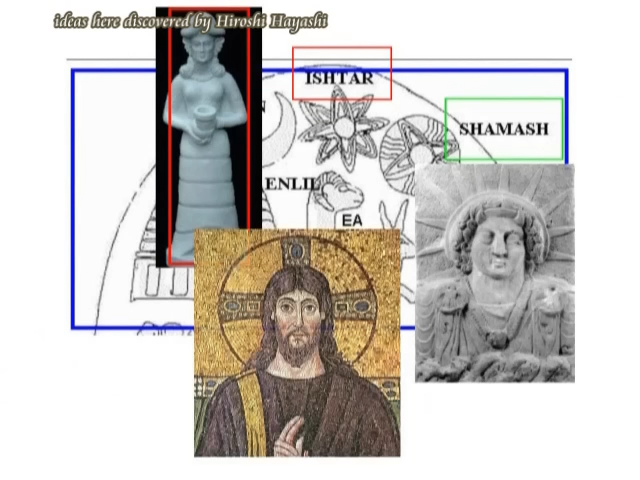 ideas here discovered by Hiroshi Hayashi
ISHTAR
SHAMASH
ENLIL
EA